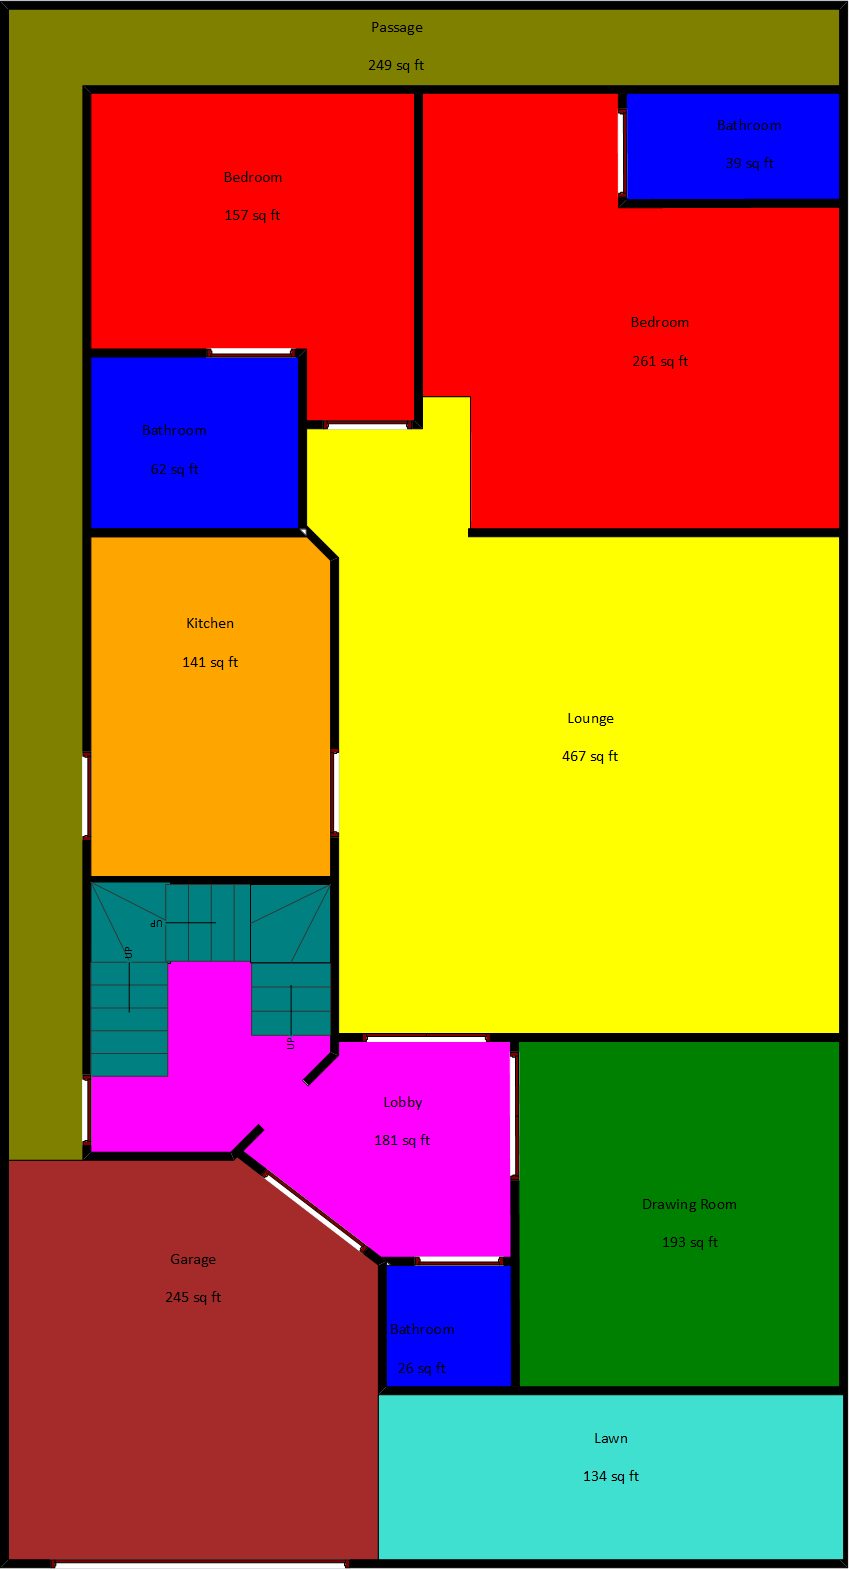 Passage
249 sq ft
Bathroom
39 sq ft
Bedroom
157 sq ft
Bedroom
261 sq ft
Bathroom
62 sq ft
Kitchen
141 sq ft
Lounge
467 sq ft
UP
UP
UP
Lobby
181 sq ft
Drawing Room
193 sq ft
Garage
245 sq ft
Bathroom
26 sq ft
Lawn
134 sq ft